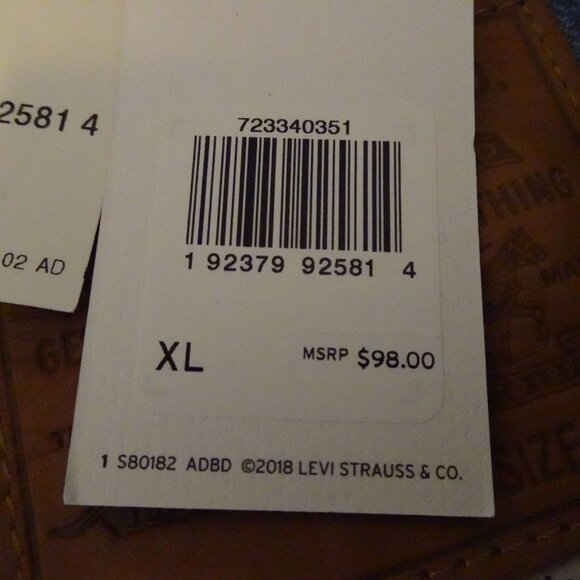 2581 4
02 AD
723340351
1 92379 92581 4
XL
MSRP $98.00
1 S80182 ADBD ©2018 LEVI STRAUSS & CO.
SIZE